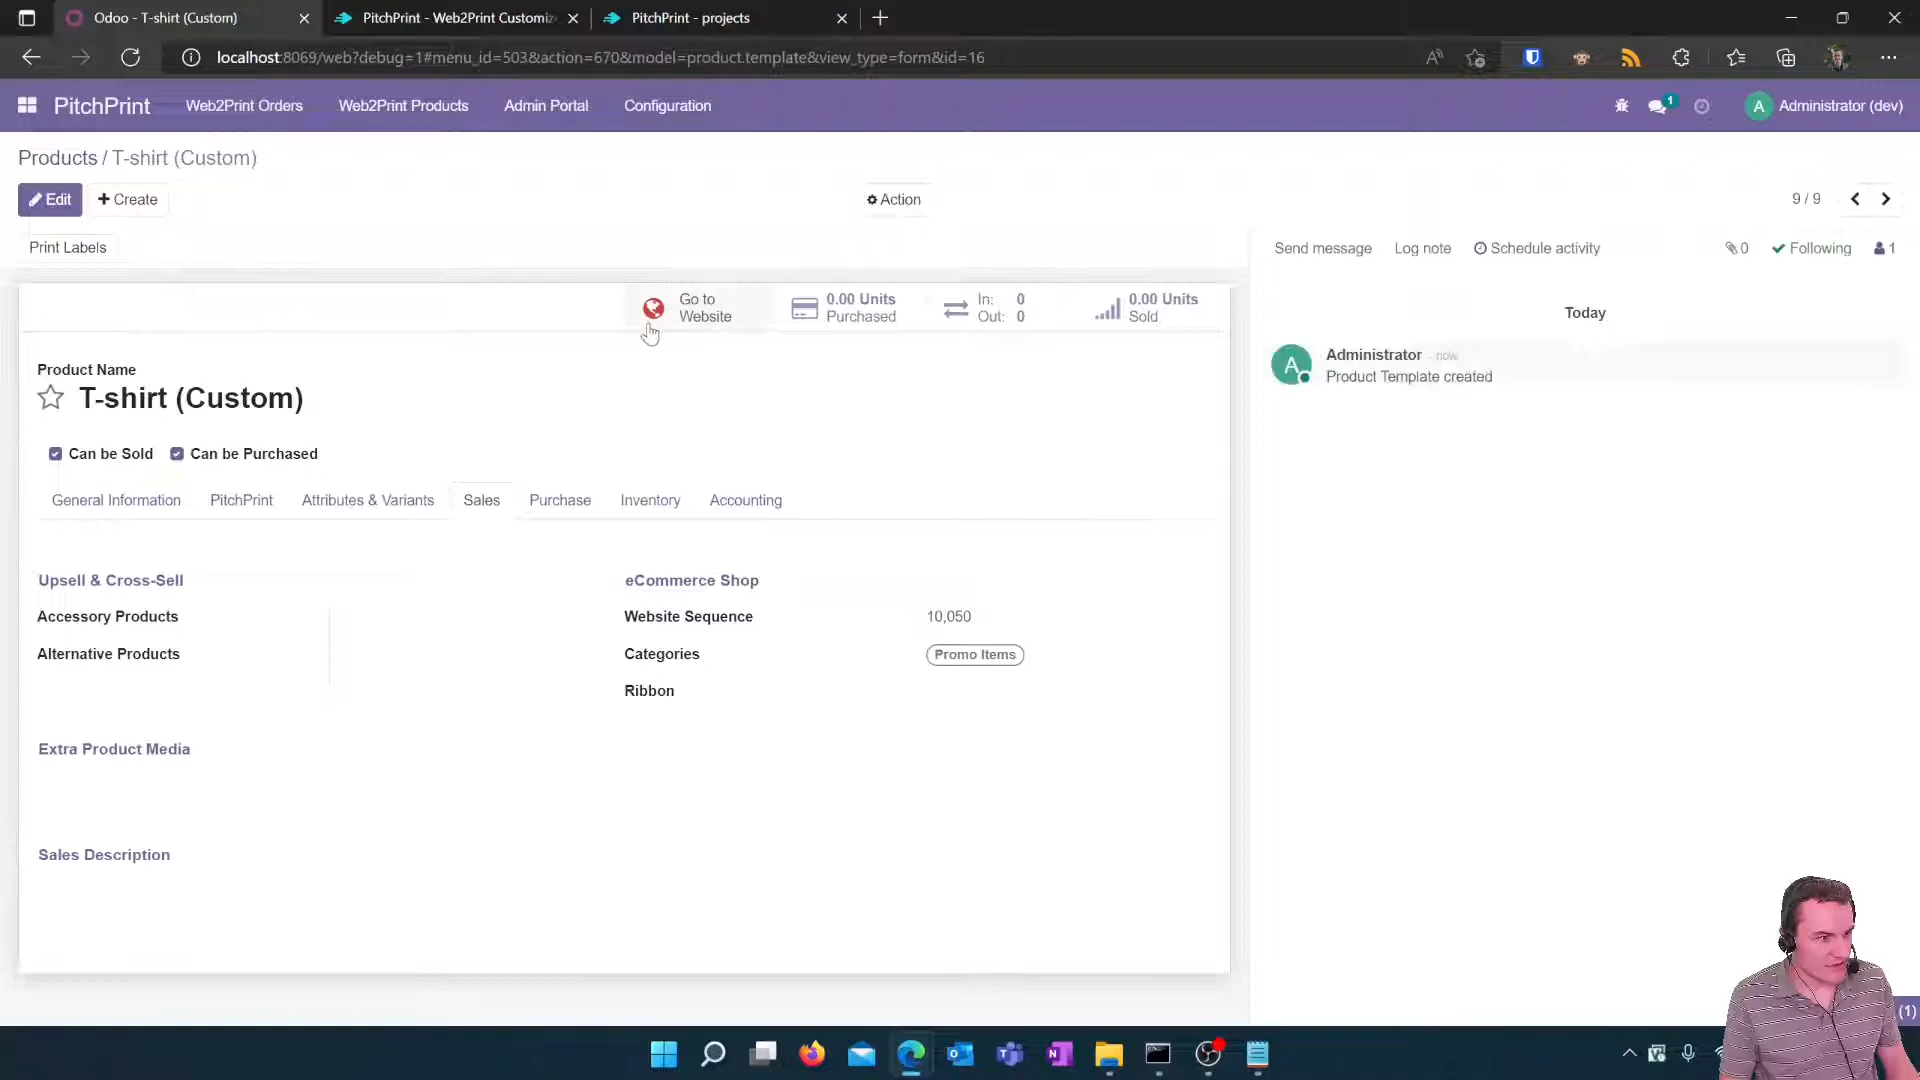 Odoo - T-shirt (Custom)
PitchPrint - Web2Print Customiz
PitchPrint - projects
localhost:8069/web?debug=1#menu_id=503&action=670&model=product.template&view_type=form&id=16
PitchPrint
Web2Print Orders
Web2Print Products
Admin Portal
Configuration
1
A
Administrator (dev)
Products / T-shirt (Custom)
Edit
Create
Action
9 / 9
Print Labels
Send message
Log note
Schedule activity
0
Following
1
Go to
Website
0.00 Units
Purchased
In: 0
Out: 0
0.00 Units
Sold
Today
A
Administrator - now
Product Template created
Product Name
T-shirt (Custom)
Can be Sold
Can be Purchased
General Information
PitchPrint
Attributes & Variants
Sales
Purchase
Inventory
Accounting
Upsell & Cross-Sell
Accessory Products
Alternative Products
eCommerce Shop
Website Sequence
10,050
Categories
Promo Items
Ribbon
Extra Product Media
Sales Description
(1)